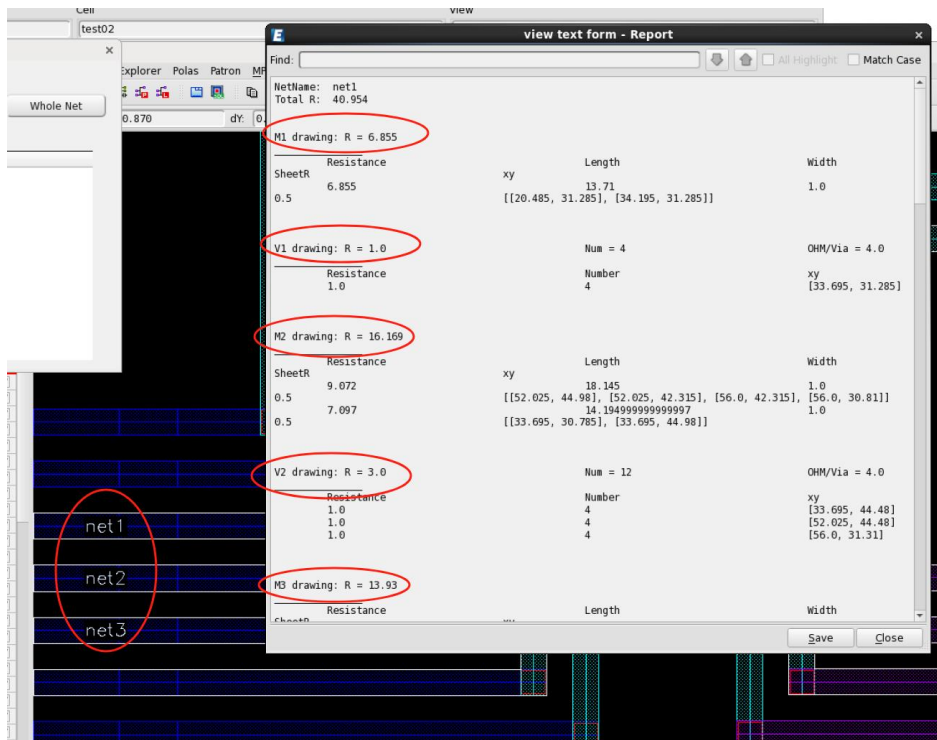 Cell
View
test02
view text form - Report
Explorer Polas Patron
Whole Net
0.870
dY:
Find:
All Highlight
Match Case
NetName: net1
Total R: 40.954
M1 drawing: R = 6.855
Resistance Length Width
SheetR xy
6.855 13.71 1.0
0.5 [[20.485, 31.285], [34.195, 31.285]]
V1 drawing: R = 1.0 Num = 4 OHM/Via = 4.0
Resistance Number xy
1.0 4 [33.695, 31.285]
M2 drawing: R = 16.169
Resistance Length Width
SheetR xy
9.072 18.145 1.0
0.5 [[52.025, 44.98], [52.025, 42.315], [56.0, 42.315], [56.0, 30.81]]
7.097 14.194999999999997 1.0
0.5 [[33.695, 30.785], [33.695, 44.98]]
V2 drawing: R = 3.0 Num = 12 OHM/Via = 4.0
Resistance Number xy
1.0 4 [33.695, 44.48]
1.0 4 [52.025, 44.48]
1.0 4 [56.0, 31.31]
M3 drawing: R = 13.93
Resistance Length Width
Save
Close
net1
net2
net3